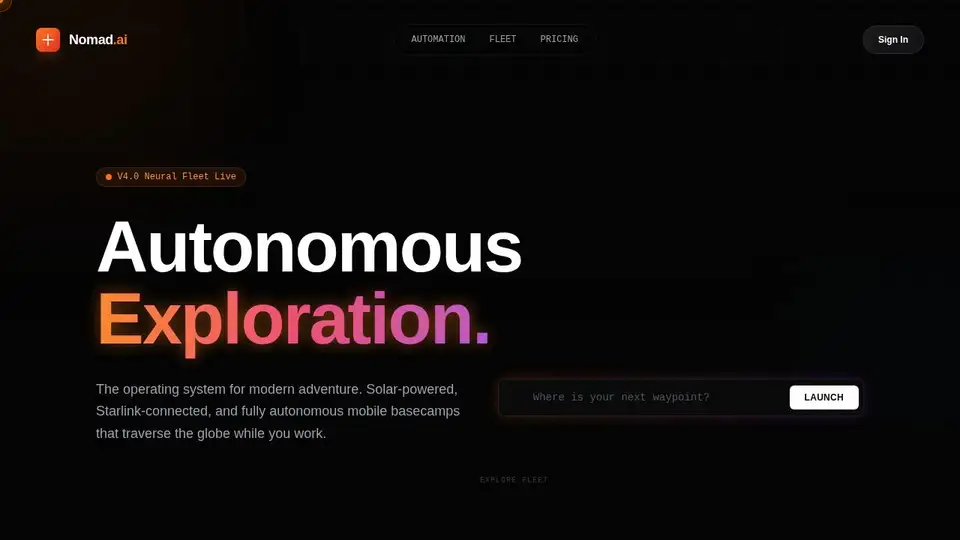 Nomad.ai
AUTOMATION FLEET PRICING
Sign In
V4.0 Neural Fleet Live
Autonomous
Exploration.
The operating system for modern adventure. Solar-powered,
Starlink-connected, and fully autonomous mobile basecamps
that traverse the globe while you work.
Where is your next waypoint?
LAUNCH
EXPLORE FLEET